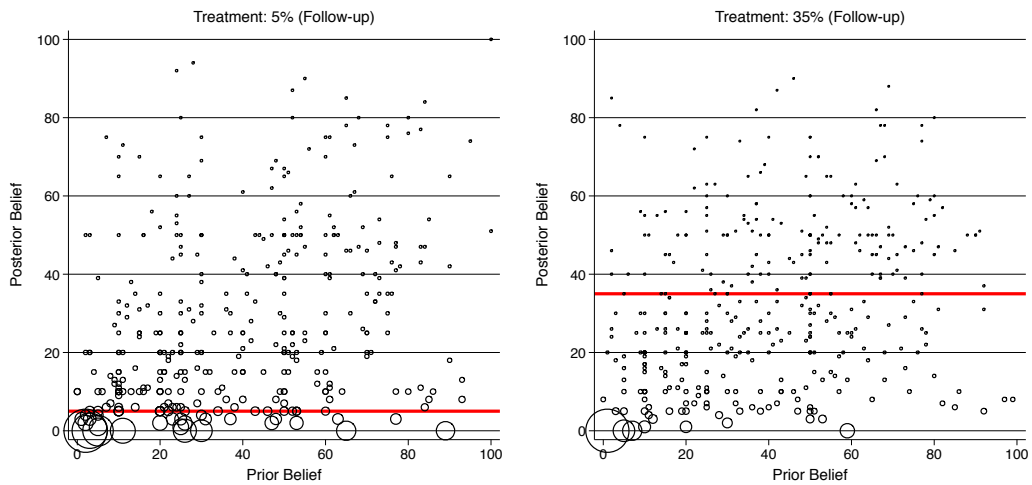 Treatment: 5% (Follow-up)
100
80
60
40
20
0
Posterior Belief
0 20 40 60 80 100
Prior Belief
Treatment: 35% (Follow-up)
100
80
60
40
20
0
Posterior Belief
0 20 40 60 80 100
Prior Belief